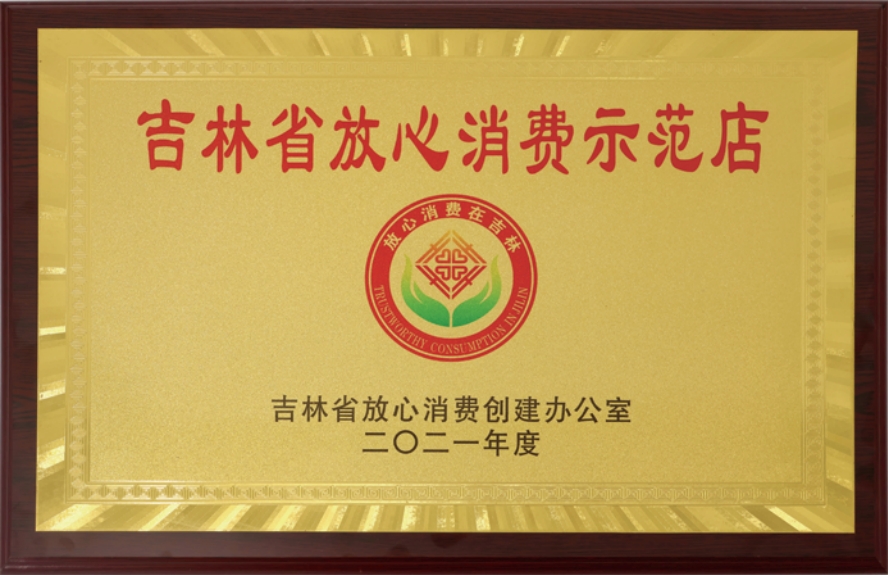 吉林省放心消费示范店
放心消费在吉林
TRUSTWORTHY CONSUMPTION IN JILIN
吉林省放心消费创建办公室
二〇二一年度